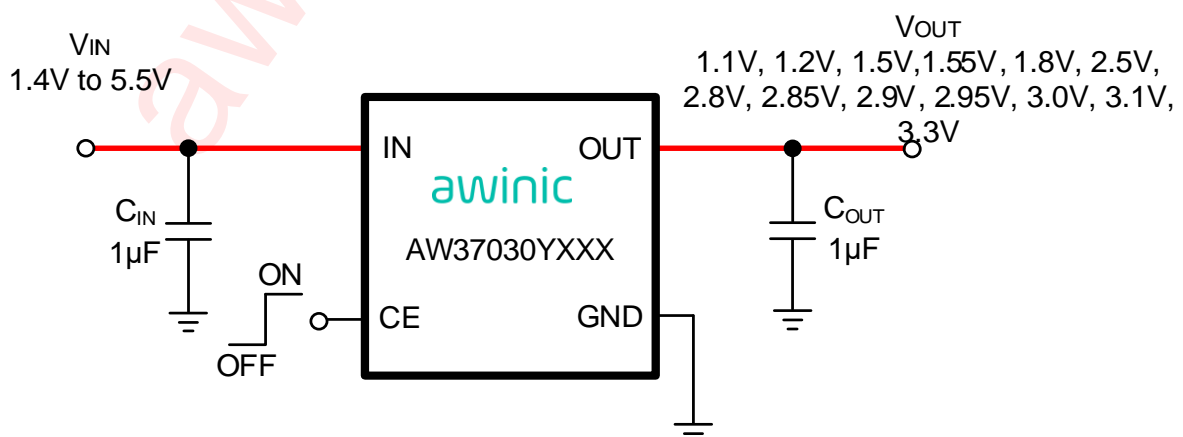 aw
VIN
1.4V to 5.5V
VOUT
1.1V, 1.2V, 1.5V,1.55V, 1.8V, 2.5V,
2.8V, 2.85V, 2.9V, 2.95V, 3.0V, 3.1V,
3.3V
IN
OUT
awinic
AW37030YXXX
CIN
1µF
COUT
1µF
ON
OFF
CE
GND